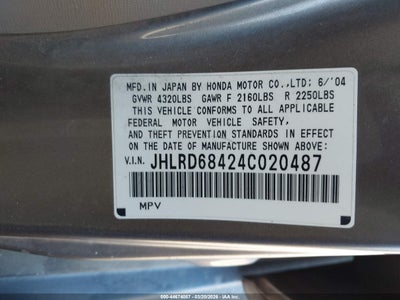 MFD.IN JAPAN BY HONDA MOTOR CO.,LTD; 6/'04
GVWR 4320LBS GAWR F 2160LBS R 2250LBS
THIS VEHICLE CONFORMS TO ALL APPLICABLE
FEDERAL MOTOR VEHICLE SAFETY,
AND THEFT PREVENTION STANDARDS IN EFFECT
ON THE DATE OF MANUFACTURE SHOWN ABOVE.
V.I.N. JHLRD68424C020487
MPV